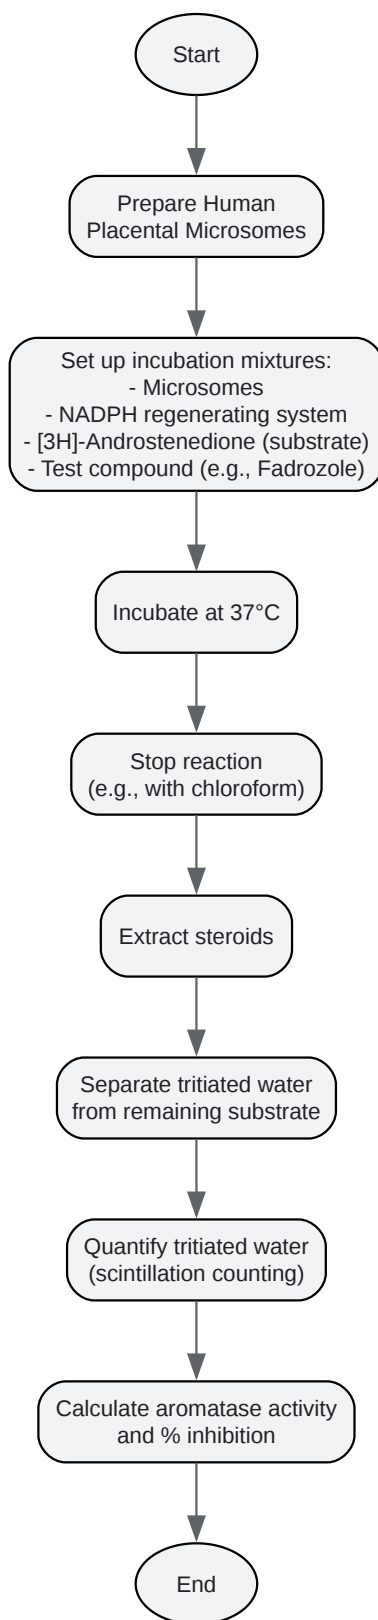 Start
Prepare Human
Placental Microsomes
Set up incubation mixtures:
- Microsomes
- NADPH regenerating system
- [3H]-Androstenedione (substrate)
- Test compound (e.g., Fadrozole)
Incubate at 37°C
Stop reaction
(e.g., with chloroform)
Extract steroids
Separate tritiated water
from remaining substrate
Quantify tritiated water
(scintillation counting)
Calculate aromatase activity
and % inhibition
End